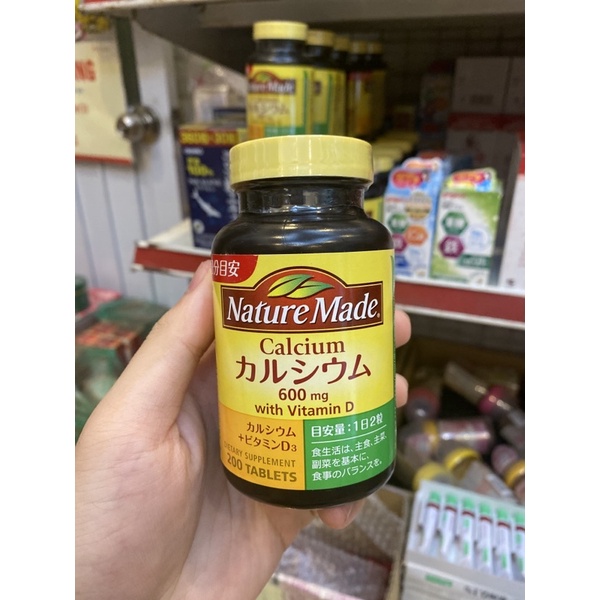 分目安
Nature Made®
Calcium
カルシウム
600 mg
with Vitamin D
カルシウム
+ビタミンD3
DIETARY SUPPLEMENT
200 TABLETS
目安量:1日2粒
食生活は、主食、主菜、
副菜を基本に、
食事のバランスを。
Nature Made